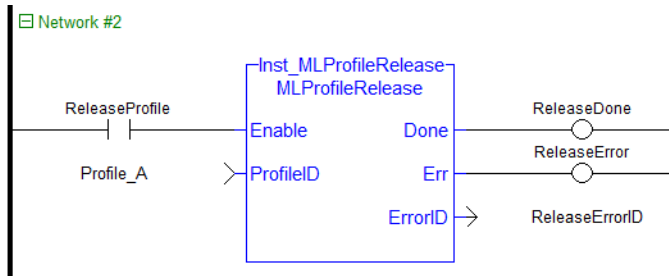 Network #2
Inst_MLProfileRelease
MLProfileRelease
ReleaseProfile
Enable
Done
ReleaseDone
Profile_A
ProfileID
Err
ReleaseError
ErrorID
ReleaseErrorID